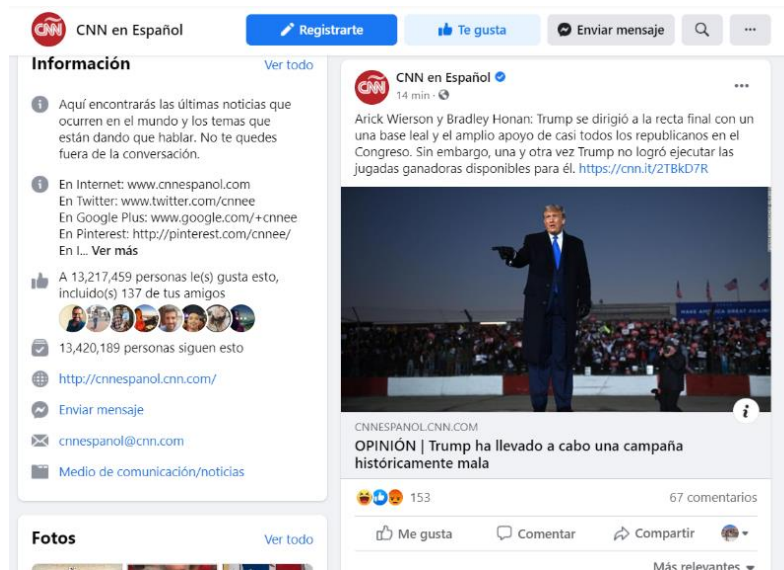 CNN
CNN en Español
Registrarte
Te gusta
Enviar mensaje
Información
Ver todo
Aquí encontrarás las últimas noticias que
ocurren en el mundo y los temas que
están dando que hablar. No te quedes
fuera de la conversación.
En Internet: www.cnnespanol.com
En Twitter: www.twitter.com/cnnee
En Google Plus: www.google.com/+cnnee
En Pinterest: http://pinterest.com/cnnee/
En I... Ver más
A 13,217,459 personas le(s) gusta esto,
incluido(s) 137 de tus amigos
13,420,189 personas siguen esto
http://cnnespanol.cnn.com/
Enviar mensaje
cnnespanol@cnn.com
Medio de comunicación/noticias
Fotos
Ver todo
CNN
CNN en Español
14 min ·
Arick Wierson y Bradley Honan: Trump se dirigió a la recta final con un
una base leal y el amplio apoyo de casi todos los republicanos en el
Congreso. Sin embargo, una y otra vez Trump no logró ejecutar las
jugadas ganadoras disponibles para él. https://cnn.it/2TBkD7R
MAKE AMERICA GREAT AGAIN!
CNNESPANOL.CNN.COM
OPINIÓN | Trump ha llevado a cabo una campaña
históricamente mala
153
67 comentarios
Me gusta
Comentar
Compartir
Más relevantes